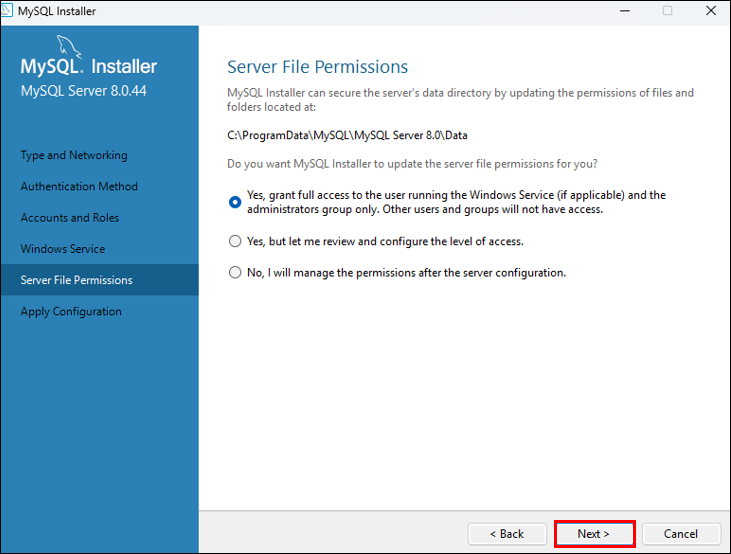 MySQL Installer
MySQL. Installer
MySQL Server 8.0.44
Type and Networking
Authentication Method
Accounts and Roles
Windows Service
Server File Permissions
Apply Configuration
Server File Permissions
MySQL Installer can secure the server's data directory by updating the permissions of files and
folders located at:
C:\ProgramData\MySQL\MySQL Server 8.0\Data
Do you want MySQL Installer to update the server file permissions for you?
Yes, grant full access to the user running the Windows Service (if applicable) and the
administrators group only. Other users and groups will not have access.
Yes, but let me review and configure the level of access.
No, I will manage the permissions after the server configuration.
< Back
Next >
Cancel